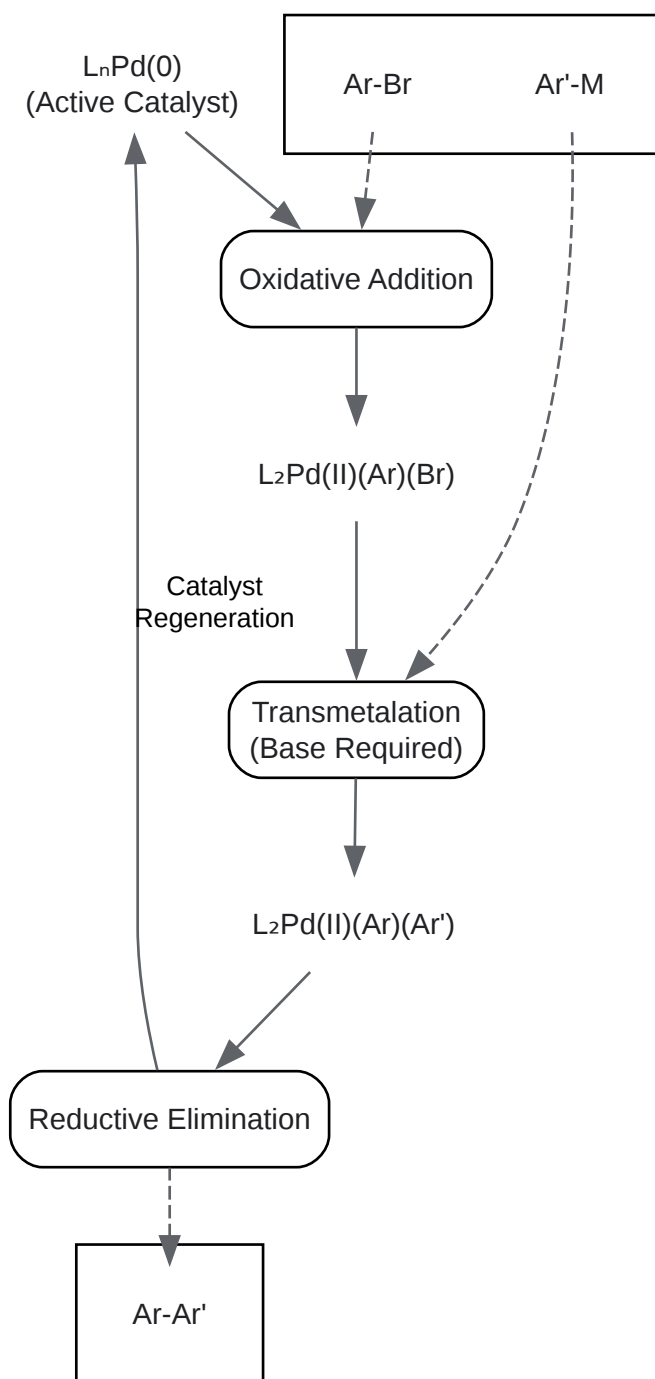 LₙPd(0)
(Active Catalyst)
Ar-Br
Ar'-M
Oxidative Addition
L₂Pd(II)(Ar)(Br)
Catalyst
Regeneration
Transmetalation
(Base Required)
L₂Pd(II)(Ar)(Ar')
Reductive Elimination
Ar-Ar'